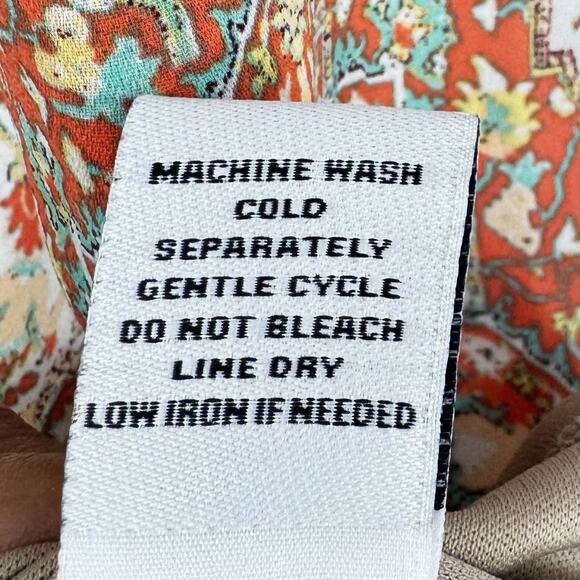 MACHINE WASH
COLD
SEPARATELY
GENTLE CYCLE
DO NOT BLEACH
LINE DRY
LOW IRON IF NEEDED